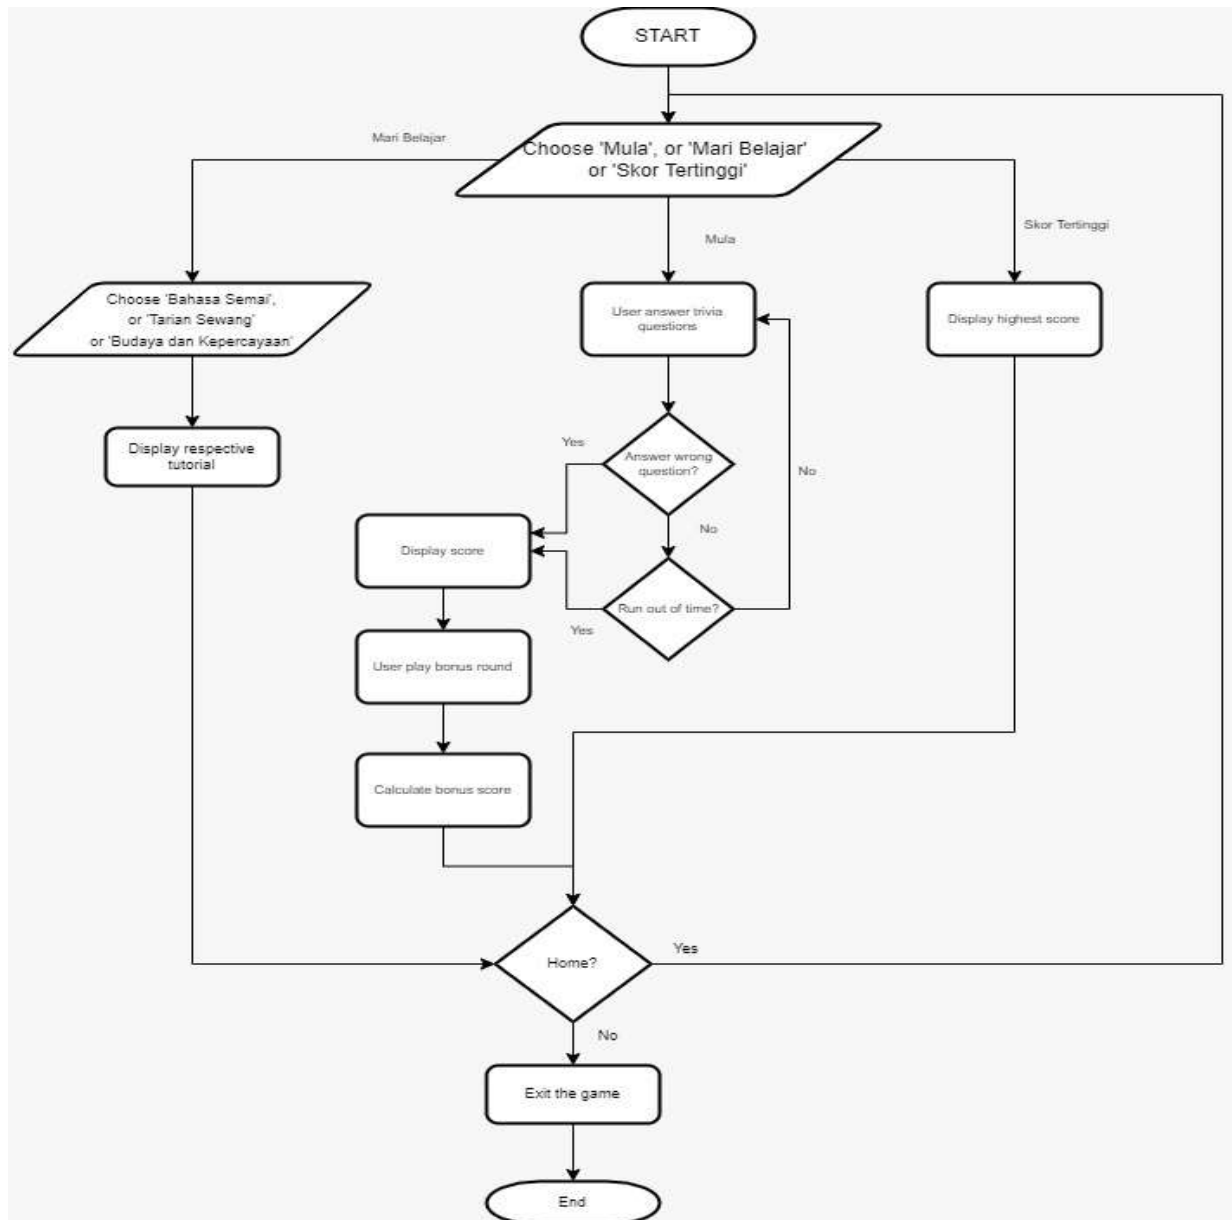 START
Mari Belajar
Choose 'Mula', or 'Mari Belajar'
or 'Skor Tertinggi'
Mula
Skor Tertinggi
Choose 'Bahasa Semai',
or 'Tarian Sewang'
or 'Budaya dan Kepercayaan'
User answer trivia
questions
Display highest score
Display respective
tutorial
Yes
Answer wrong
question?
No
No
Display score
Run out of time?
Yes
User play bonus round
Calculate bonus score
Home?
Yes
No
Exit the game
End